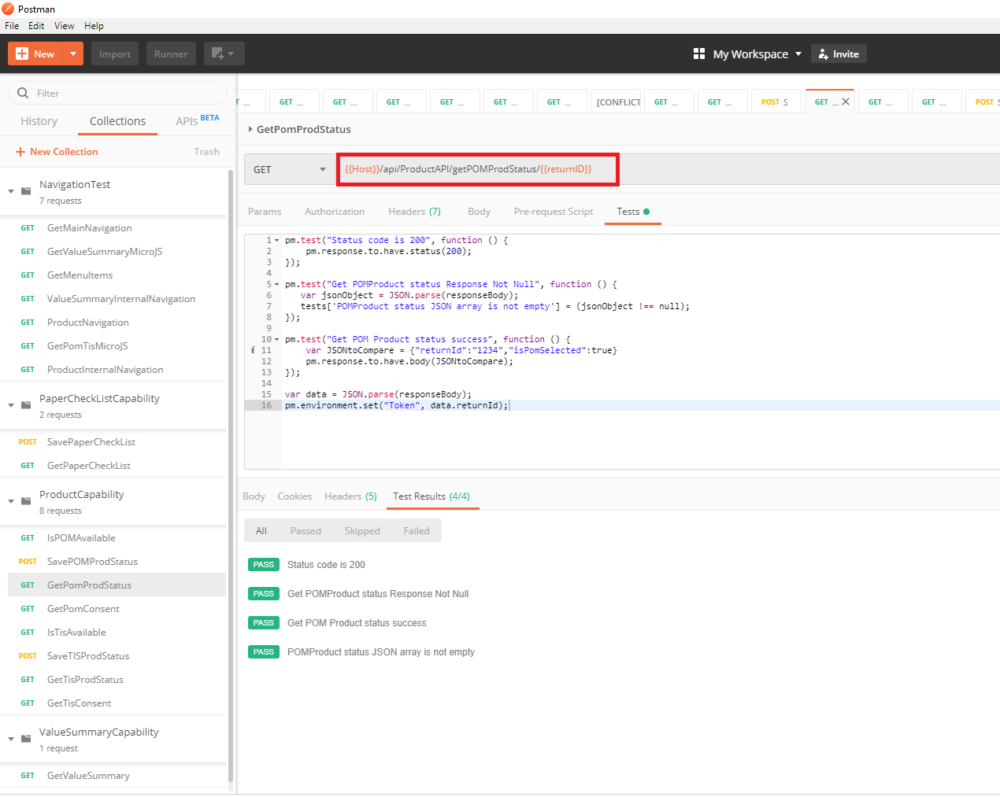 Postman
File Edit View Help
New Import Runner My Workspace Invite
Filter
History Collections APIs BETA
New Collection Trash
NavigationTest
7 requests
GET GetMainNavigation
GET GetValueSummaryMicroJS
GET GetMenuItems
GET ValueSummaryInternalNavigation
GET ProductNavigation
GET GetPomTisMicroJS
GET ProductInternalNavigation
PaperCheckListCapability
2 requests
POST SavePaperCheckList
GET GetPaperCheckList
ProductCapability
8 requests
GET IsPOMAvailable
POST SavePOMProdStatus
GET GetPomProdStatus
GET GetPomConsent
GET IsTisAvailable
POST SaveTISProdStatus
GET GetTisProdStatus
GET GetTisConsent
ValueSummaryCapability
1 request
GET GetValueSummary
T ... GET ... GET ... GET ... GET ... GET ... GET ... [CONFLICT GET ... GET ... POST S GET ... GET ... GET ... POST S
GetPomProdStatus
GET {{Host}}/api/ProductAPI/getPOMProdStatus/{{returnID}}
Params Authorization Headers (7) Body Pre-request Script Tests
1 pm.test("Status code is 200", function () {
2 pm.response.to.have.status(200);
3 });
4
5 pm.test("Get POMProduct status Response Not Null", function () {
6 var jsonObject = JSON.parse(responseBody);
7 tests['POMProduct status JSON array is not empty'] = (jsonObject !== null);
8 });
9
10 pm.test("Get POM Product status success", function () {
i 11 var JSONtoCompare = {"returnId":"1234","isPomSelected":true}
12 pm.response.to.have.body(JSONtoCompare);
13 });
14
15 var data = JSON.parse(responseBody);
16 pm.environment.set("Token", data.returnId);
Body Cookies Headers (5) Test Results (4/4)
All Passed Skipped Failed
PASS Status code is 200
PASS Get POMProduct status Response Not Null
PASS Get POM Product status success
PASS POMProduct status JSON array is not empty